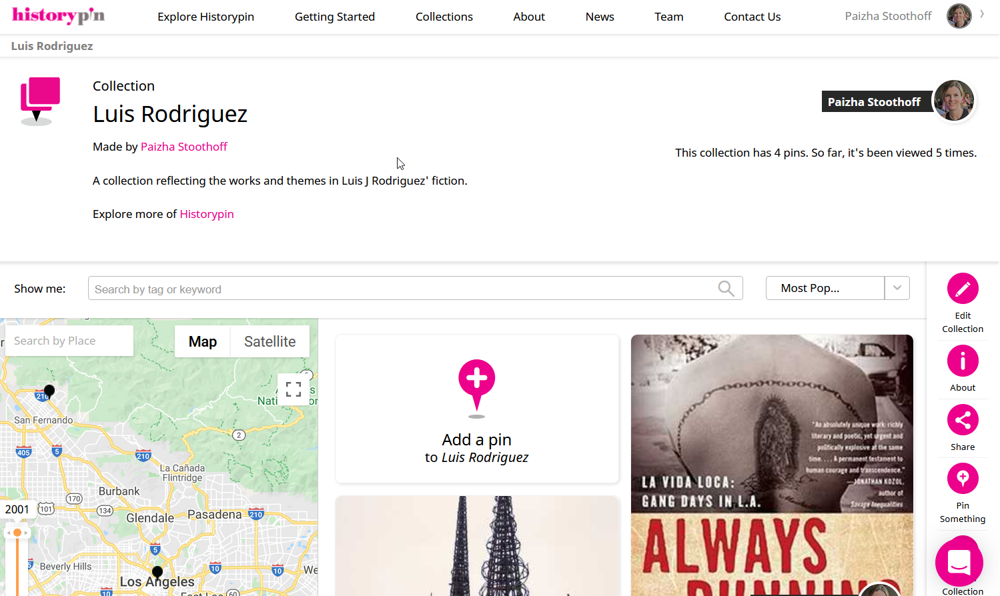 historypin
Explore Historypin
Getting Started
Collections
About
News
Team
Contact Us
Paizha Stoothoff
Luis Rodriguez
Collection
Luis Rodriguez
Made by Paizha Stoothoff
A collection reflecting the works and themes in Luis J Rodriguez' fiction.
Explore more of Historypin
Paizha Stoothoff
This collection has 4 pins. So far, it's been viewed 5 times.
Show me:
Search by tag or keyword
Most Pop...
Edit
Collection
About
Share
Pin
Something
Collection
Search by Place
Map
Satellite
210
San Fernando
2
405
5
210
La Cañada
Flintridge
Burbank
170
101
134
Glendale
Pasadena
210
2001
5
5
Beverly Hills
10
10
We
Los Angeles
10
East Los
60
Add a pin
to Luis Rodriguez
"An absolutely unique work: richly
literary and poetic, yet urgent and
politically explosive at the same
time. . . . A permanent testament to
human courage and transcendence."
—JONATHAN KOZOL,
author of
Savage Inequalities
LA VIDA LOCA:
GANG DAYS IN L.A.
ALWAYS
RUNNING